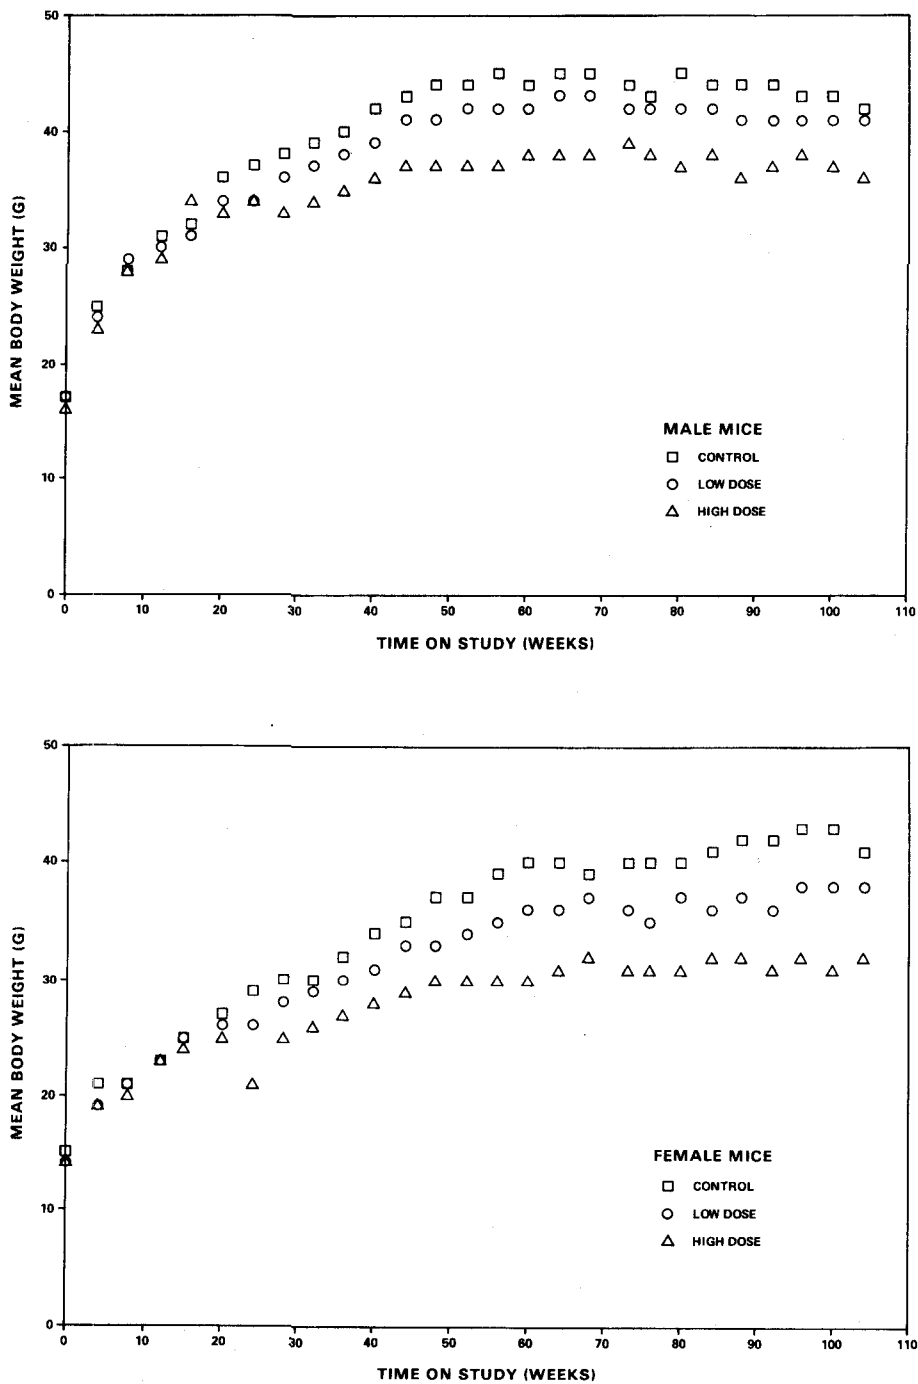 50
40
30
20
10
0
MEAN BODY WEIGHT (G)
MALE MICE
CONTROL
LOW DOSE
HIGH DOSE
0 10 20 30 40 50 60 70 80 90 100 110
TIME ON STUDY (WEEKS)
50
40
30
20
10
0
MEAN BODY WEIGHT (G)
FEMALE MICE
CONTROL
LOW DOSE
HIGH DOSE
0 10 20 30 40 50 60 70 80 90 100 110
TIME ON STUDY (WEEKS)